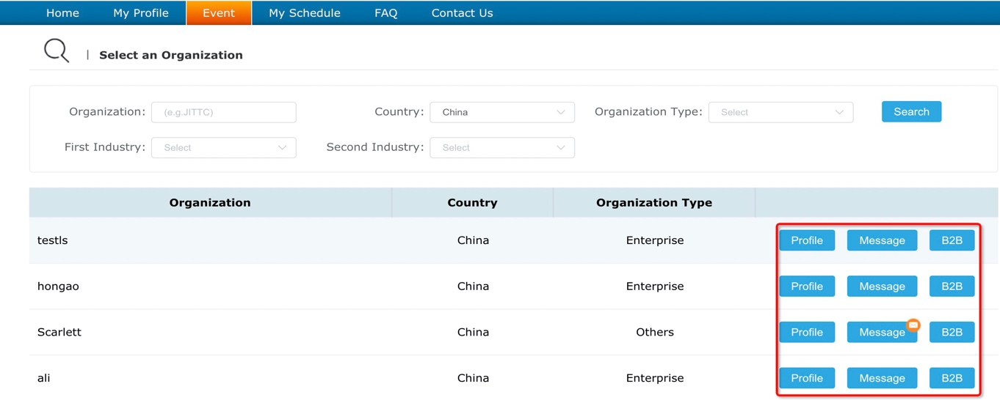 Home My Profile Event My Schedule FAQ Contact Us
| Select an Organization
Organization: (e.g.JITTC) Country: China Organization Type: Select Search
First Industry: Select Second Industry: Select
Organization Country Organization Type
testls China Enterprise Profile Message B2B
hongao China Enterprise Profile Message B2B
Scarlett China Others Profile Message B2B
ali China Enterprise Profile Message B2B